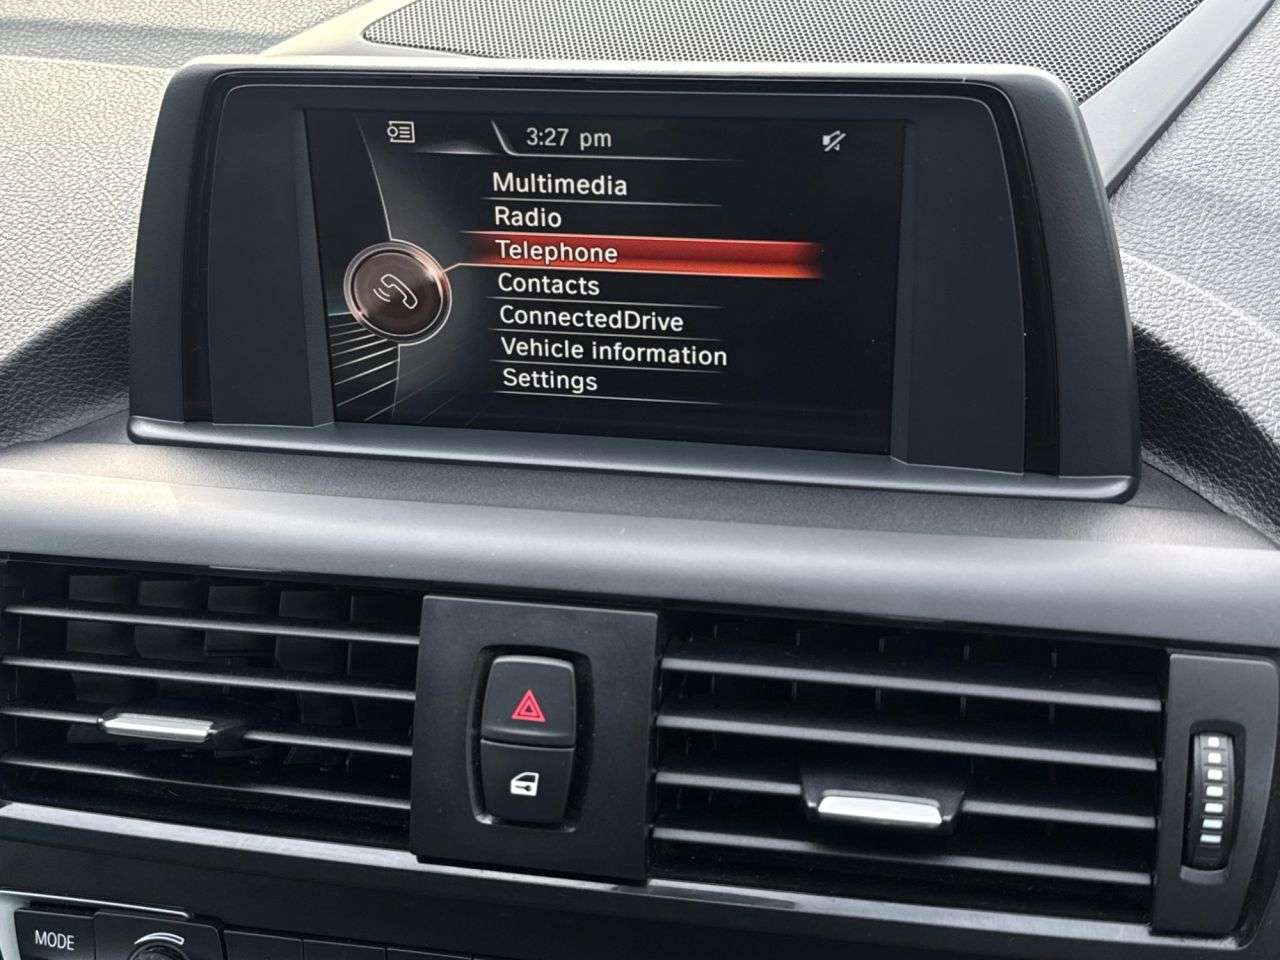 3:27 pm
Multimedia
Radio
Telephone
Contacts
ConnectedDrive
Vehicle information
Settings
MODE